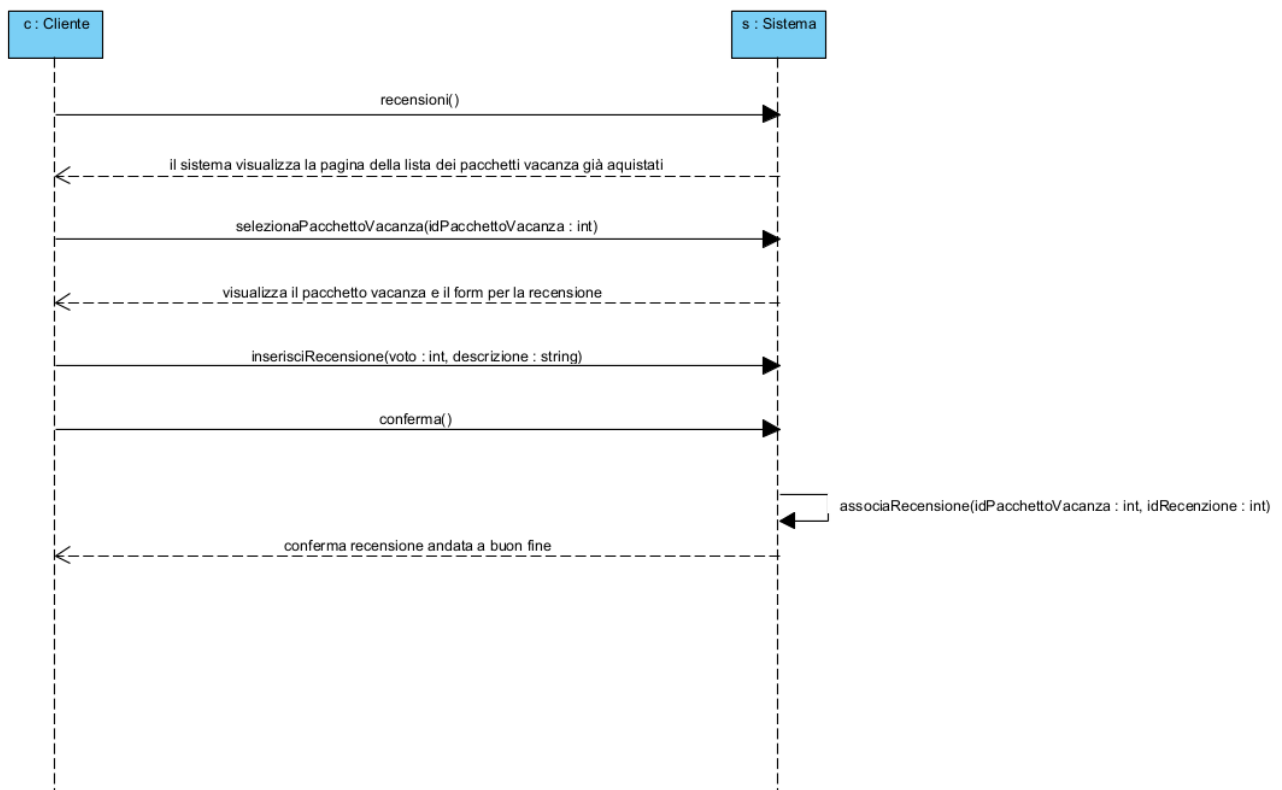 c : Cliente
s : Sistema
recensioni()
il sistema visualizza la pagina della lista dei pacchetti vacanza già aquistati
selezionaPacchettoVacanza(idPacchettoVacanza : int)
visualizza il pacchetto vacanza e il form per la recensione
inserisciRecensione(voto : int, descrizione : string)
conferma()
associaRecensione(idPacchettoVacanza : int, idRecenzione : int)
conferma recensione andata a buon fine